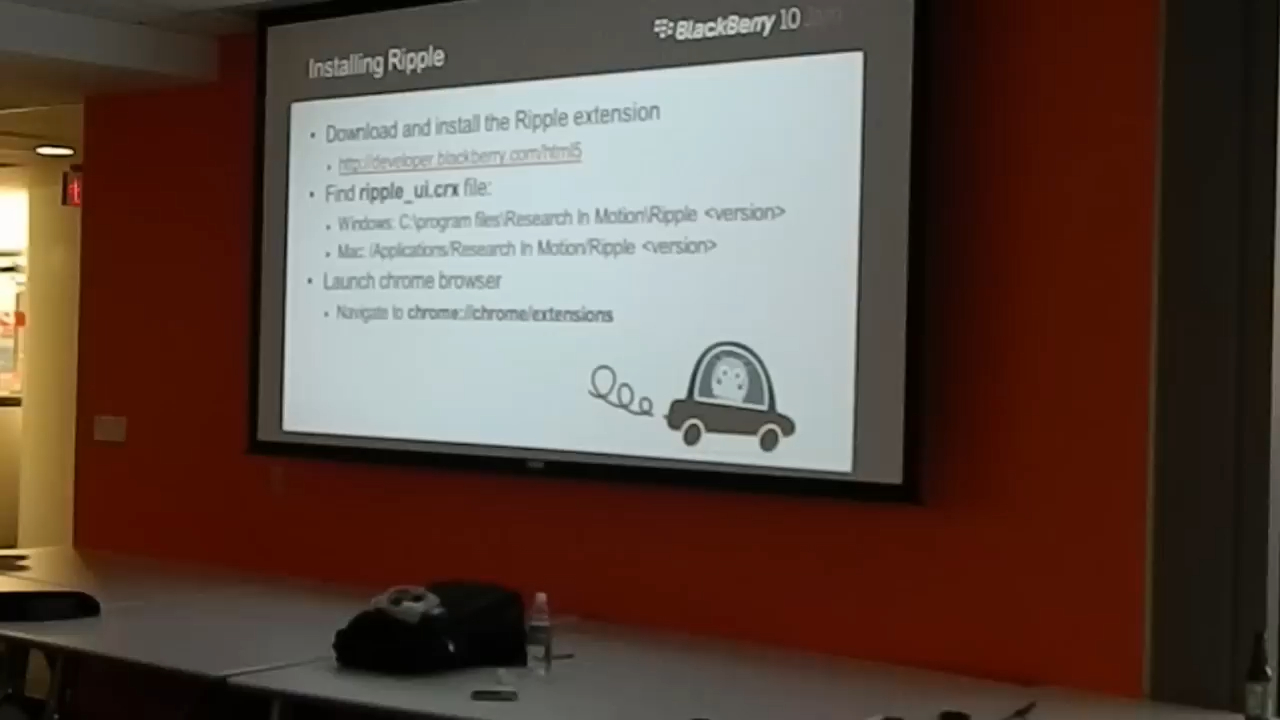 BlackBerry 10 Jam
Installing Ripple
Download and install the Ripple extension
http://developer.blackberry.com/html5
Find ripple_ui.crx file:
Windows: C:\program files\Research In Motion\Ripple <version>
Mac: /Applications/Research In Motion/Ripple <version>
Launch chrome browser
Navigate to chrome://chrome/extensions